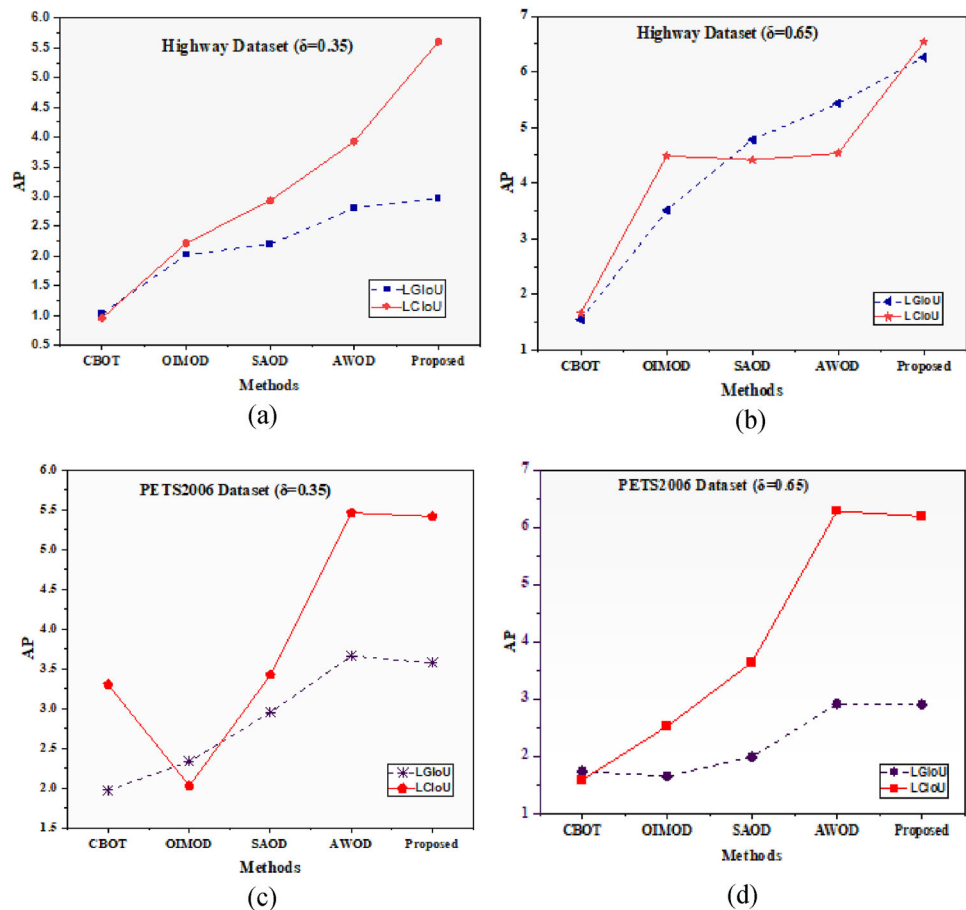 Highway Dataset (δ=0.35)
6.0
5.5
5.0
4.5
4.0
3.5
3.0
2.5
2.0
1.5
1.0
0.5
AP
LGIoU
LCIoU
CBOT OIMOD SAOD AWOD Proposed
Methods
(a)
Highway Dataset (δ=0.65)
7
6
5
4
3
2
1
AP
LGIoU
LCIoU
CBOT OIMOD SAOD AWOD Proposed
Methods
(b)
PETS2006 Dataset (δ=0.35)
6.0
5.5
5.0
4.5
4.0
3.5
3.0
2.5
2.0
1.5
AP
LGIoU
LCIoU
CBOT OIMOD SAOD AWOD Proposed
Methods
(c)
PETS2006 Dataset (δ=0.65)
7
6
5
4
3
2
1
AP
LGIoU
LCIoU
CBOT OIMOD SAOD AWOD Proposed
Methods
(d)